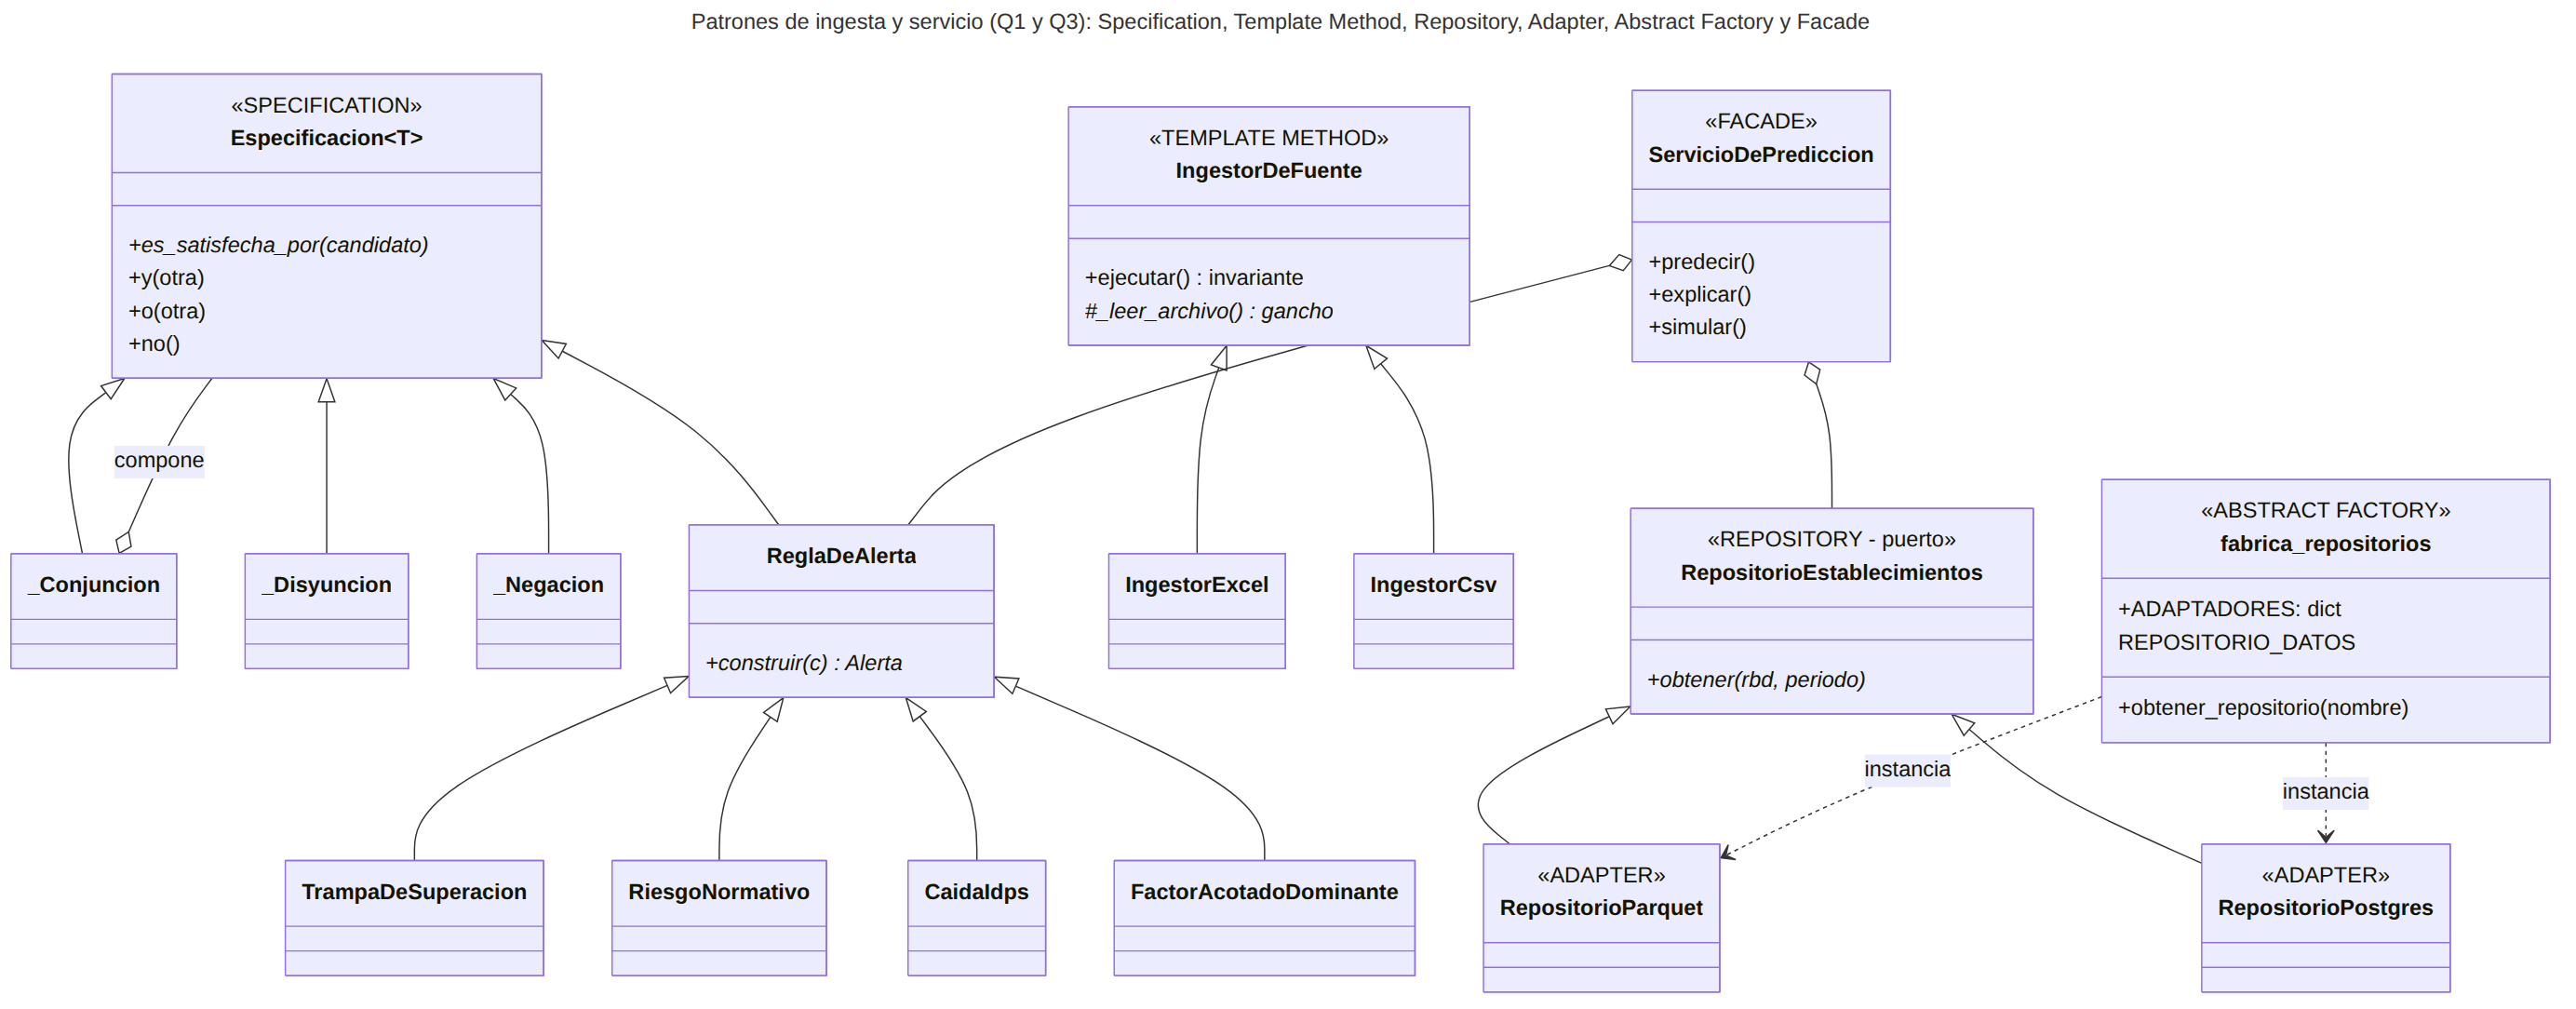 Patrones de ingesta y servicio (Q1 y Q3): Specification, Template Method, Repository, Adapter, Abstract Factory y Facade
«SPECIFICATION»
Especificacion<T>
+es_satisfecha_por(candidato)
+y(otra)
+o(otra)
+no()
«TEMPLATE METHOD»
IngestorDeFuente
+ejecutar() : invariante
#_leer_archivo() : gancho
«FACADE»
ServicioDePrediccion
+predecir()
+explicar()
+simular()
compone
_Conjuncion
_Disyuncion
_Negacion
ReglaDeAlerta
+construir(c) : Alerta
IngestorExcel
IngestorCsv
«REPOSITORY - puerto»
RepositorioEstablecimientos
+obtener(rbd, periodo)
«ABSTRACT FACTORY»
fabrica_repositorios
+ADAPTADORES: dict
REPOSITORIO_DATOS
+obtener_repositorio(nombre)
instancia
instancia
TrampaDeSuperacion
RiesgoNormativo
CaidaIdps
FactorAcotadoDominante
«ADAPTER»
RepositorioParquet
«ADAPTER»
RepositorioPostgres